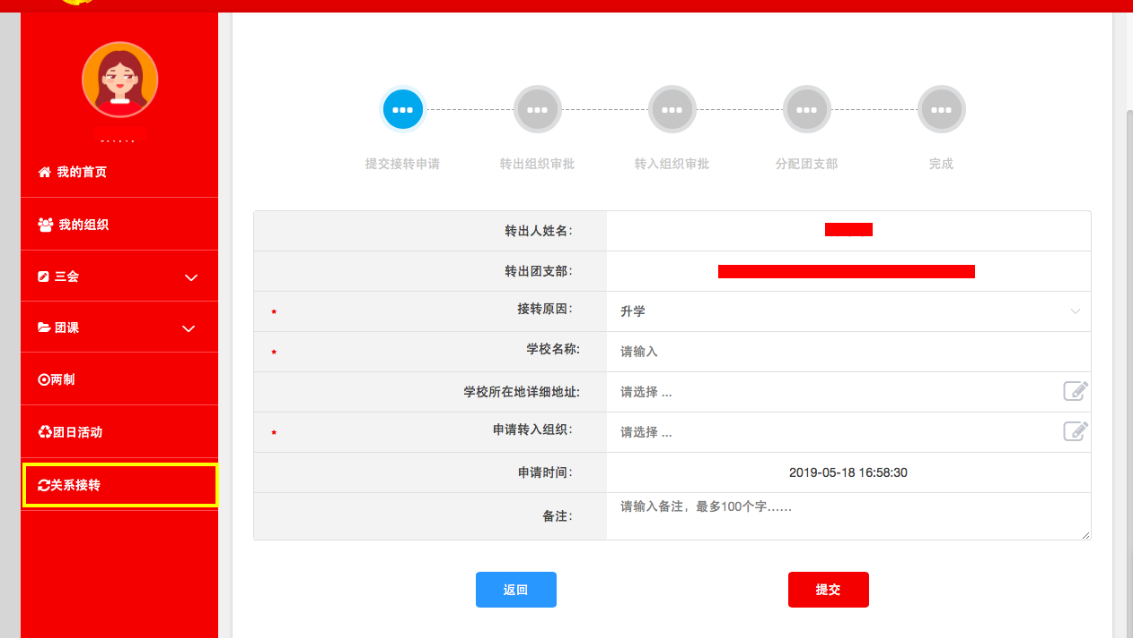 ......
我的首页
我的组织
三会
团课
两制
团日活动
关系接转
提交接转申请
转出组织审批
转入组织审批
分配团支部
完成
转出人姓名:
转出团支部:
* 接转原因: 升学
* 学校名称: 请输入
学校所在地详细地址: 请选择 ...
* 申请转入组织: 请选择 ...
申请时间: 2019-05-18 16:58:30
备注: 请输入备注，最多100个字......
返回
提交